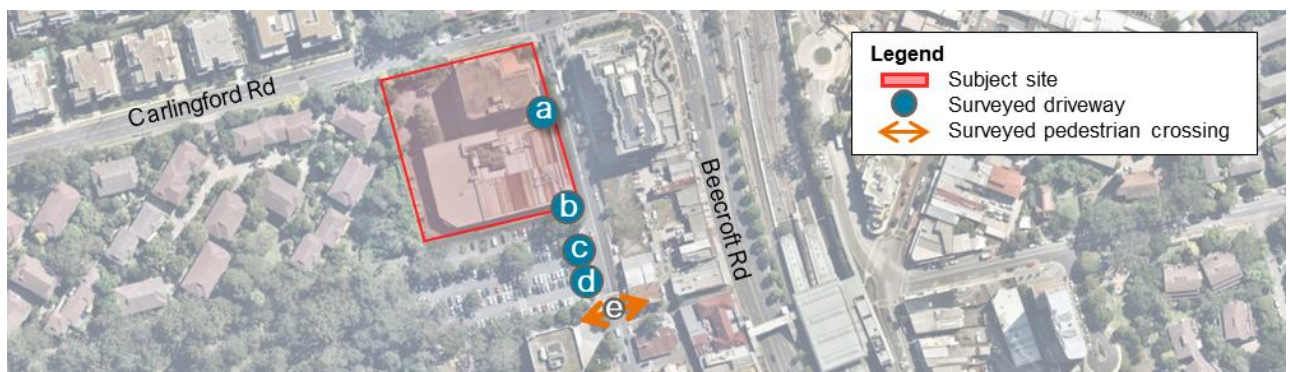 Legend
Subject site
Surveyed driveway
Surveyed pedestrian crossing
Carlingford Rd
Beecroft Rd
a
b
c
d
e